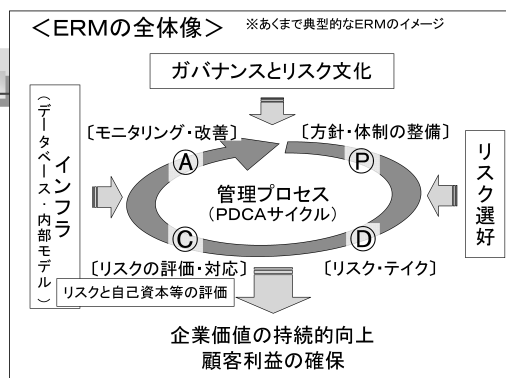 ＜ERMの全体像＞ ※あくまで典型的なERMのイメージ
ガバナンスとリスク文化
インフラ
（データベース・内部モデル）
〔モニタリング・改善〕
〔方針・体制の整備〕
A
P
管理プロセス
（PDCAサイクル）
リスク選好
C
D
〔リスクの評価・対応〕
〔リスク・テイク〕
リスクと自己資本等の評価
企業価値の持続的向上
顧客利益の確保